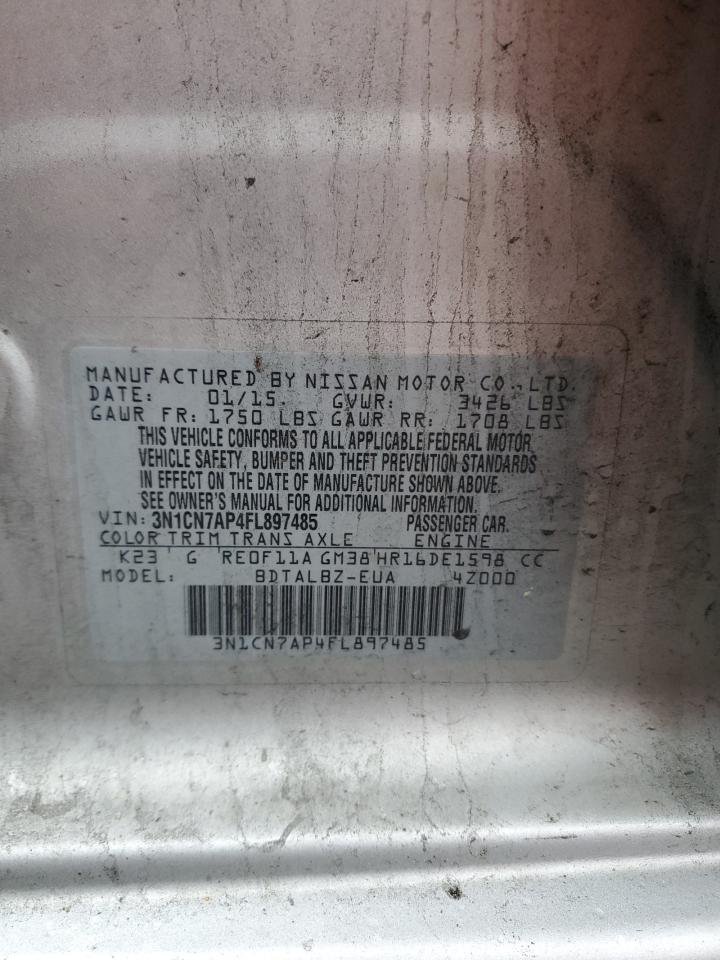 MANUFACTURED BY NISSAN MOTOR CO., LTD.
DATE: 01/15. GVWR: 3426 LBS
GAWR FR: 1750 LBS GAWR RR: 1708 LBS
THIS VEHICLE CONFORMS TO ALL APPLICABLE FEDERAL MOTOR
VEHICLE SAFETY, BUMPER AND THEFT PREVENTION STANDARDS
IN EFFECT ON THE DATE OF MANUFACTURE SHOWN ABOVE.
SEE OWNER'S MANUAL FOR ADDITIONAL INFORMATION.
VIN: 3N1CN7AP4FL897485 PASSENGER CAR.
COLOR TRIM TRANS AXLE ENGINE
K23 G RE0F11A GM38 HR16DE1598 CC
MODEL: BDTALBZ-EUA 4Z000
3N1CN7AP4FL897485